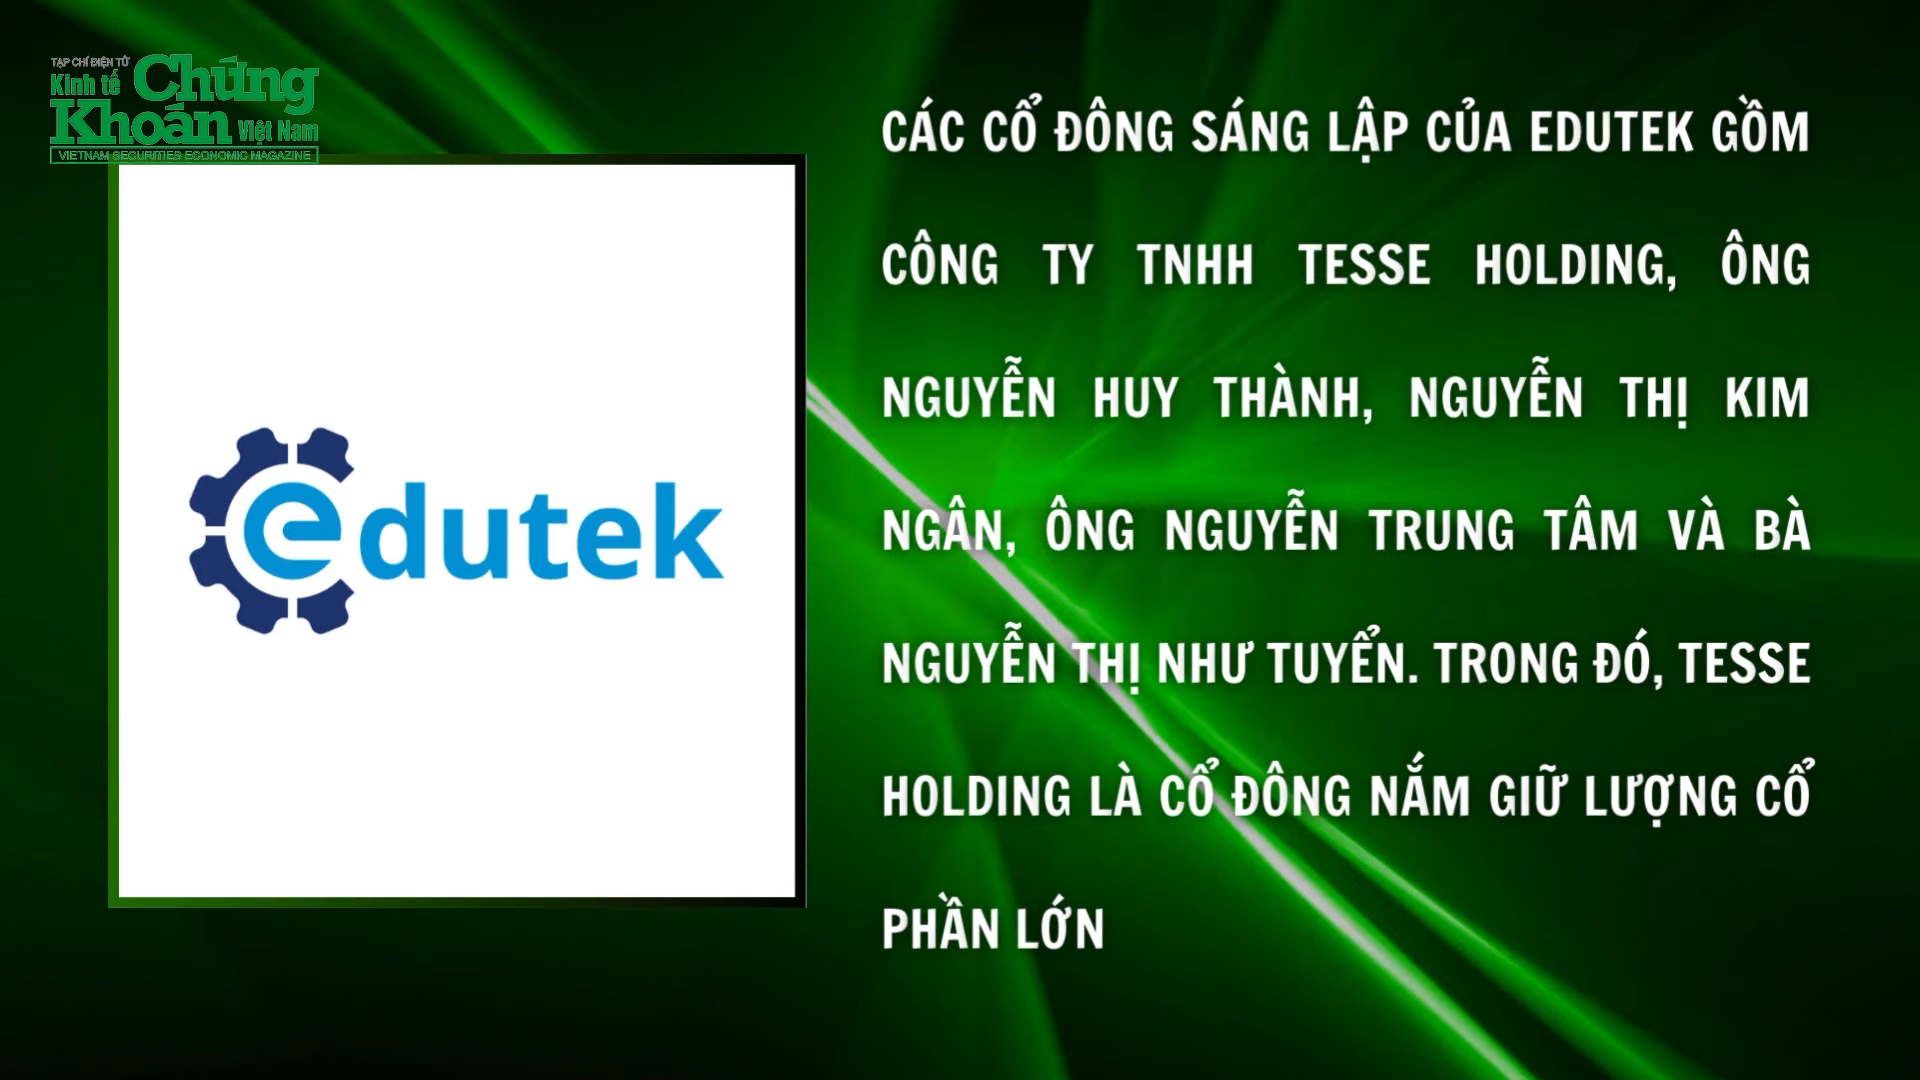 TẠP CHÍ ĐIỆN TỬ
Kinh tế Chứng
Khoán Việt Nam
VIETNAM SECURITIES ECONOMIC MAGAZINE
edutek
CÁC CỔ ĐÔNG SÁNG LẬP CỦA EDUTEK GỒM
CÔNG TY TNHH TESSE HOLDING, ÔNG
NGUYỄN HUY THÀNH, NGUYỄN THỊ KIM
NGÂN, ÔNG NGUYỄN TRUNG TÂM VÀ BÀ
NGUYỄN THỊ NHƯ TUYỂN. TRONG ĐÓ, TESSE
HOLDING LÀ CỔ ĐÔNG NẮM GIỮ LƯỢNG CỔ
PHẦN LỚN